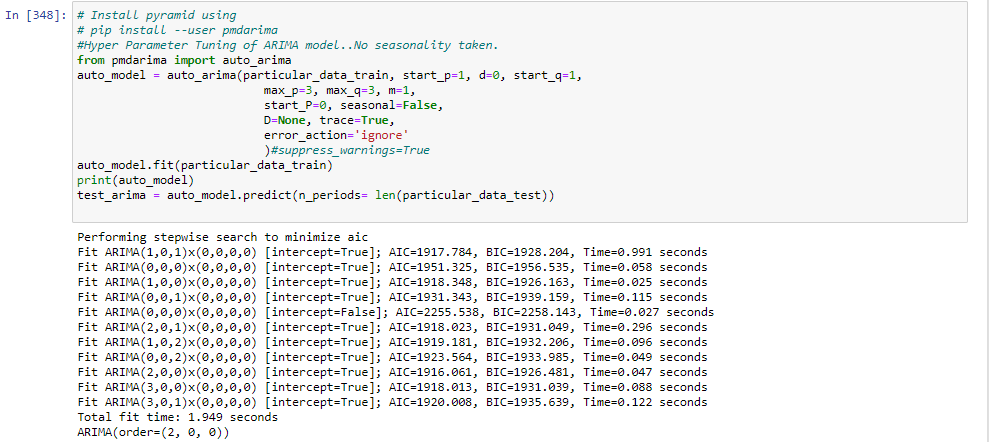 In [348]: # Install pyramid using
# pip install --user pmdarima
#Hyper Parameter Tuning of ARIMA model..No seasonality taken.
from pmdarima import auto_arima
auto_model = auto_arima(particular_data_train, start_p=1, d=0, start_q=1,
                          max_p=3, max_q=3, m=1,
                          start_P=0, seasonal=False,
                          D=None, trace=True,
                          error_action='ignore'
                          )#suppress_warnings=True
auto_model.fit(particular_data_train)
print(auto_model)
test_arima = auto_model.predict(n_periods= len(particular_data_test))
Performing stepwise search to minimize aic
Fit ARIMA(1,0,1)x(0,0,0,0) [intercept=True]; AIC=1917.784, BIC=1928.204, Time=0.991 seconds
Fit ARIMA(0,0,0)x(0,0,0,0) [intercept=True]; AIC=1951.325, BIC=1956.535, Time=0.058 seconds
Fit ARIMA(1,0,0)x(0,0,0,0) [intercept=True]; AIC=1918.348, BIC=1926.163, Time=0.025 seconds
Fit ARIMA(0,0,1)x(0,0,0,0) [intercept=True]; AIC=1931.343, BIC=1939.159, Time=0.115 seconds
Fit ARIMA(0,0,0)x(0,0,0,0) [intercept=False]; AIC=2255.538, BIC=2258.143, Time=0.027 seconds
Fit ARIMA(2,0,1)x(0,0,0,0) [intercept=True]; AIC=1918.023, BIC=1931.049, Time=0.296 seconds
Fit ARIMA(1,0,2)x(0,0,0,0) [intercept=True]; AIC=1919.181, BIC=1932.206, Time=0.096 seconds
Fit ARIMA(0,0,2)x(0,0,0,0) [intercept=True]; AIC=1923.564, BIC=1933.985, Time=0.049 seconds
Fit ARIMA(2,0,0)x(0,0,0,0) [intercept=True]; AIC=1916.061, BIC=1926.481, Time=0.047 seconds
Fit ARIMA(3,0,0)x(0,0,0,0) [intercept=True]; AIC=1918.013, BIC=1931.039, Time=0.088 seconds
Fit ARIMA(3,0,1)x(0,0,0,0) [intercept=True]; AIC=1920.008, BIC=1935.639, Time=0.122 seconds
Total fit time: 1.949 seconds
ARIMA(order=(2, 0, 0))